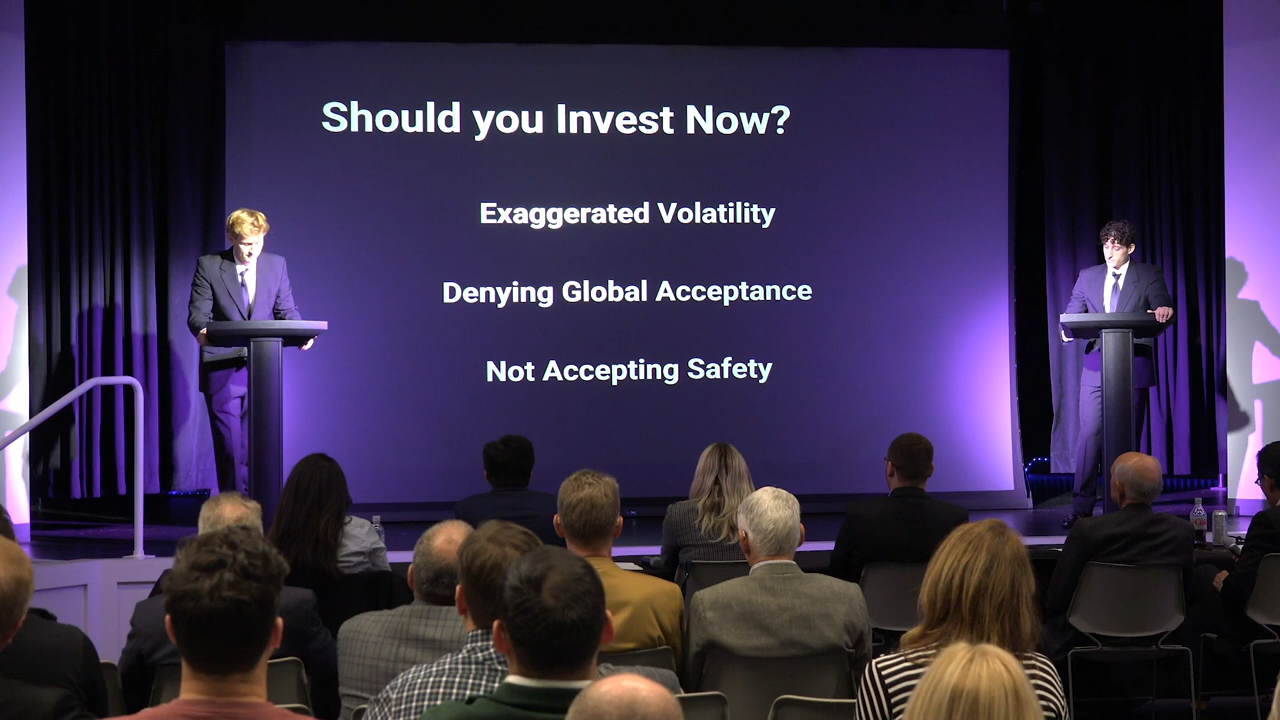 Should you Invest Now?
Exaggerated Volatility
Denying Global Acceptance
Not Accepting Safety